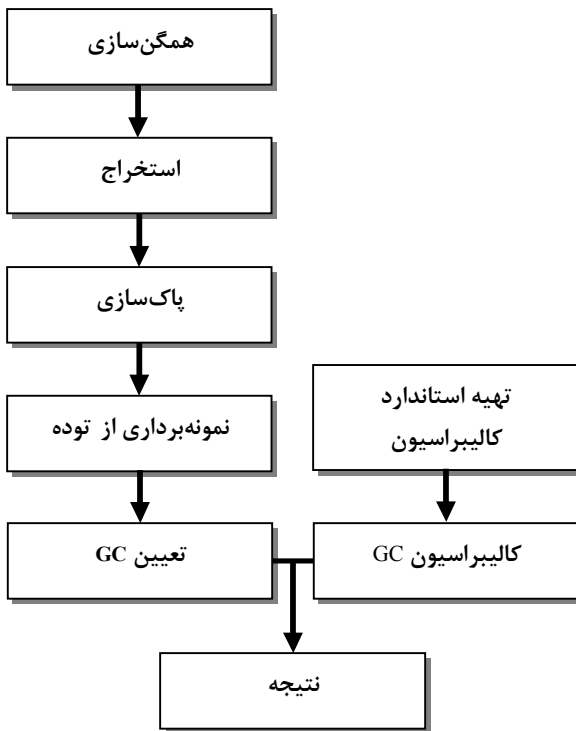 همگن‌سازی
استخراج
پاک‌سازی
نمونه‌برداری از توده
تهیه استاندارد
کالیبراسیون
تعیین GC
کالیبراسیون GC
نتیجه